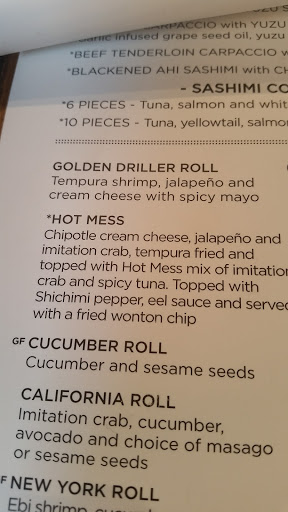 CARPACCIO with YUZU
infused grape seed oil, yuzu
*BEEF TENDERLOIN CARPACCIO
*BLACKENED AHI SASHIMI with
- SASHIMI CO
*6 PIECES - Tuna, salmon and whit
*10 PIECES - Tuna, yellowtail, salmo
GOLDEN DRILLER ROLL
Tempura shrimp, jalapeño and
cream cheese with spicy mayo
*HOT MESS
Chipotle cream cheese, jalapeño and
imitation crab, tempura fried and
topped with Hot Mess mix of imitation
crab and spicy tuna. Topped with
Shichimi pepper, eel sauce and served
with a fried wonton chip
GF CUCUMBER ROLL
Cucumber and sesame seeds
CALIFORNIA ROLL
Imitation crab, cucumber,
avocado and choice of masago
or sesame seeds
F NEW YORK ROLL
Ebi shrimp,